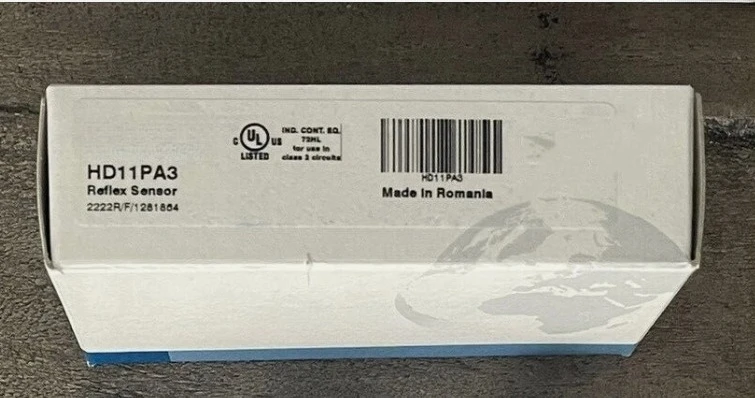 HD11PA3
Reflex Sensor
2222R/F/1281864
C UL US
LISTED
IND. CONT. EQ.
72HL
for use in
class 2 circuits
HD11PA3
Made in Romania